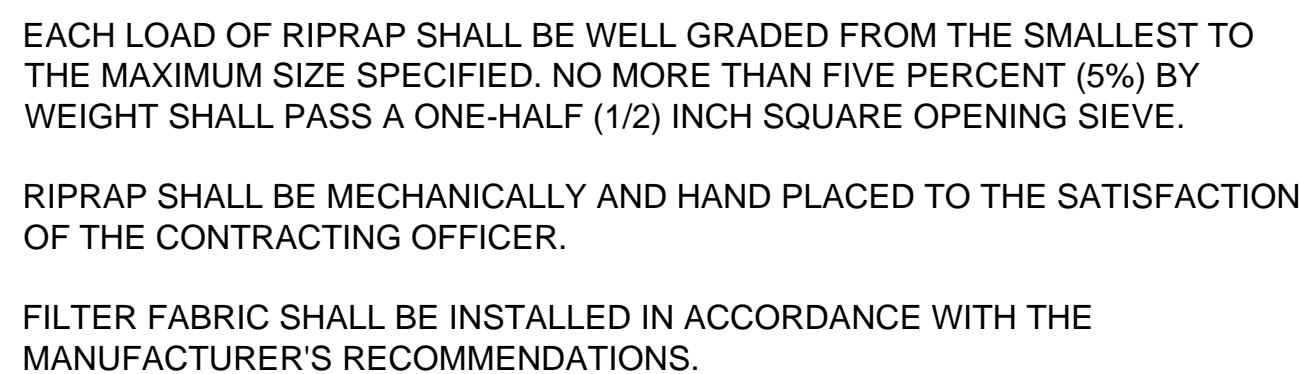 EACH LOAD OF RIPRAP SHALL BE WELL GRADED FROM THE SMALLEST TO
THE MAXIMUM SIZE SPECIFIED. NO MORE THAN FIVE PERCENT (5%) BY
WEIGHT SHALL PASS A ONE-HALF (1/2) INCH SQUARE OPENING SIEVE.
RIPRAP SHALL BE MECHANICALLY AND HAND PLACED TO THE SATISFACTION
OF THE CONTRACTING OFFICER.
FILTER FABRIC SHALL BE INSTALLED IN ACCORDANCE WITH THE
MANUFACTURER'S RECOMMENDATIONS.